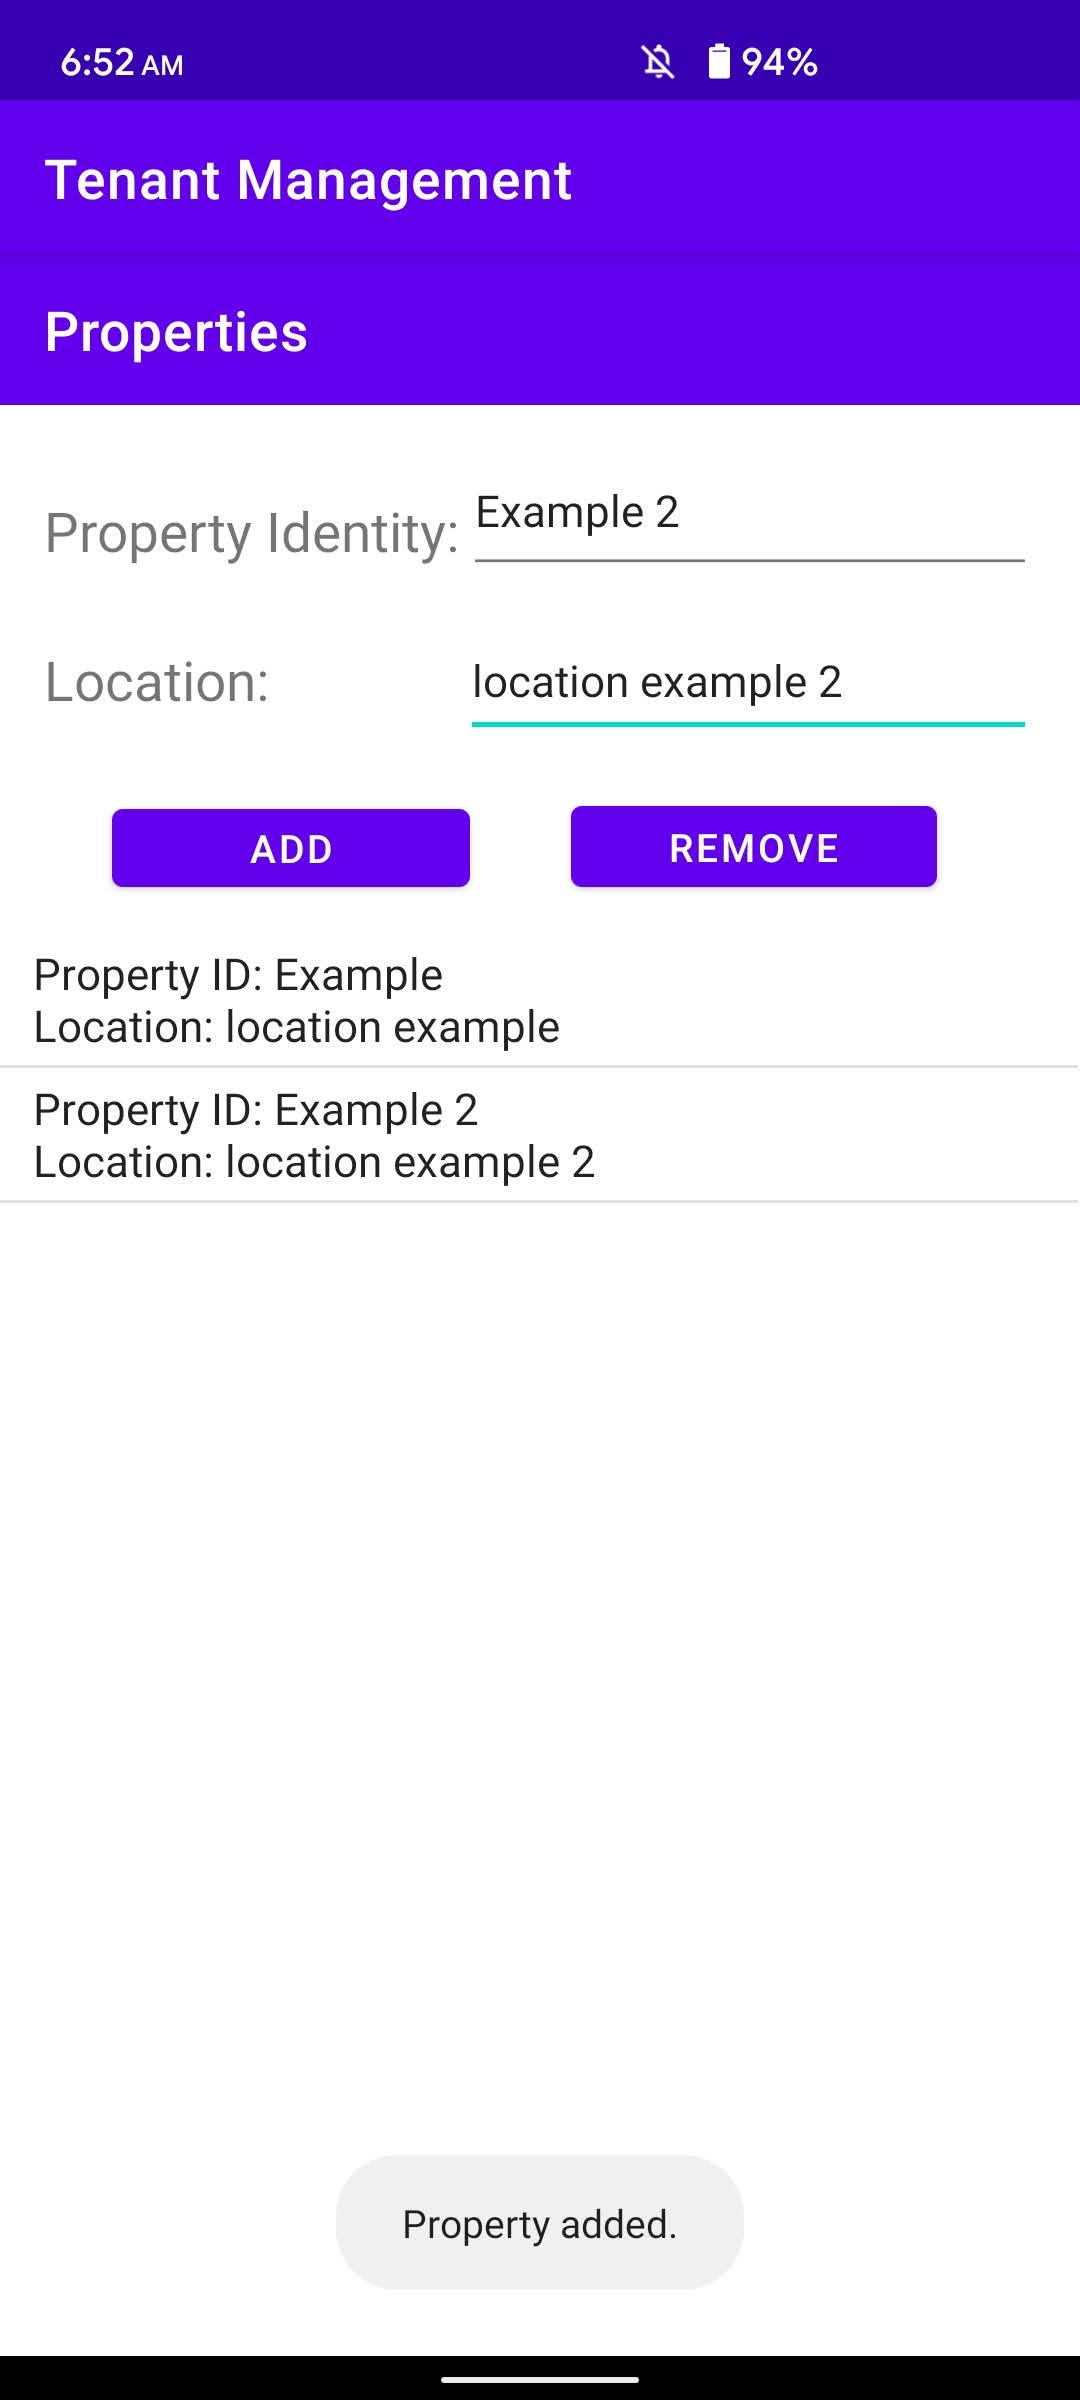 6:52 AM 94%
Tenant Management
Properties
Property Identity: Example 2
Location: location example 2
ADD REMOVE
Property ID: Example
Location: location example
Property ID: Example 2
Location: location example 2
Property added.